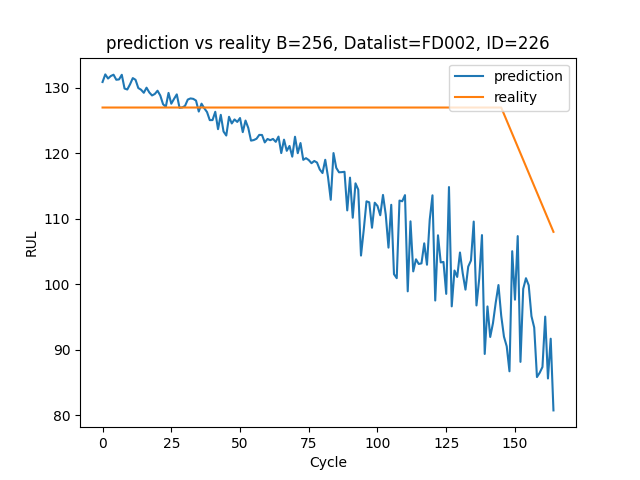 prediction vs reality B=256, Datalist=FD002, ID=226
prediction
reality
130
120
110
100
90
80
RUL
0 25 50 75 100 125 150
Cycle